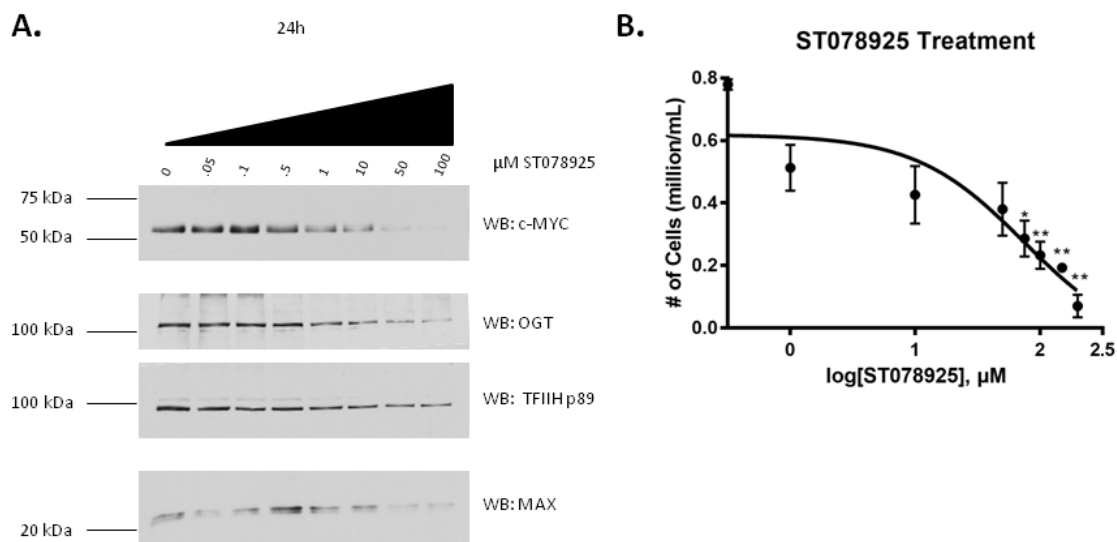 A.
24h
0 .05 .1 .5 1 10 50 100
µM ST078925
75 kDa
50 kDa
WB: c-MYC
100 kDa
WB: OGT
100 kDa
WB: TFIIH p89
20 kDa
WB: MAX
B.
ST078925 Treatment
# of Cells (million/mL)
0.8
0.6
0.4
0.2
0.0
*
**
**
**
0 1 2 2.5
log[ST078925], µM